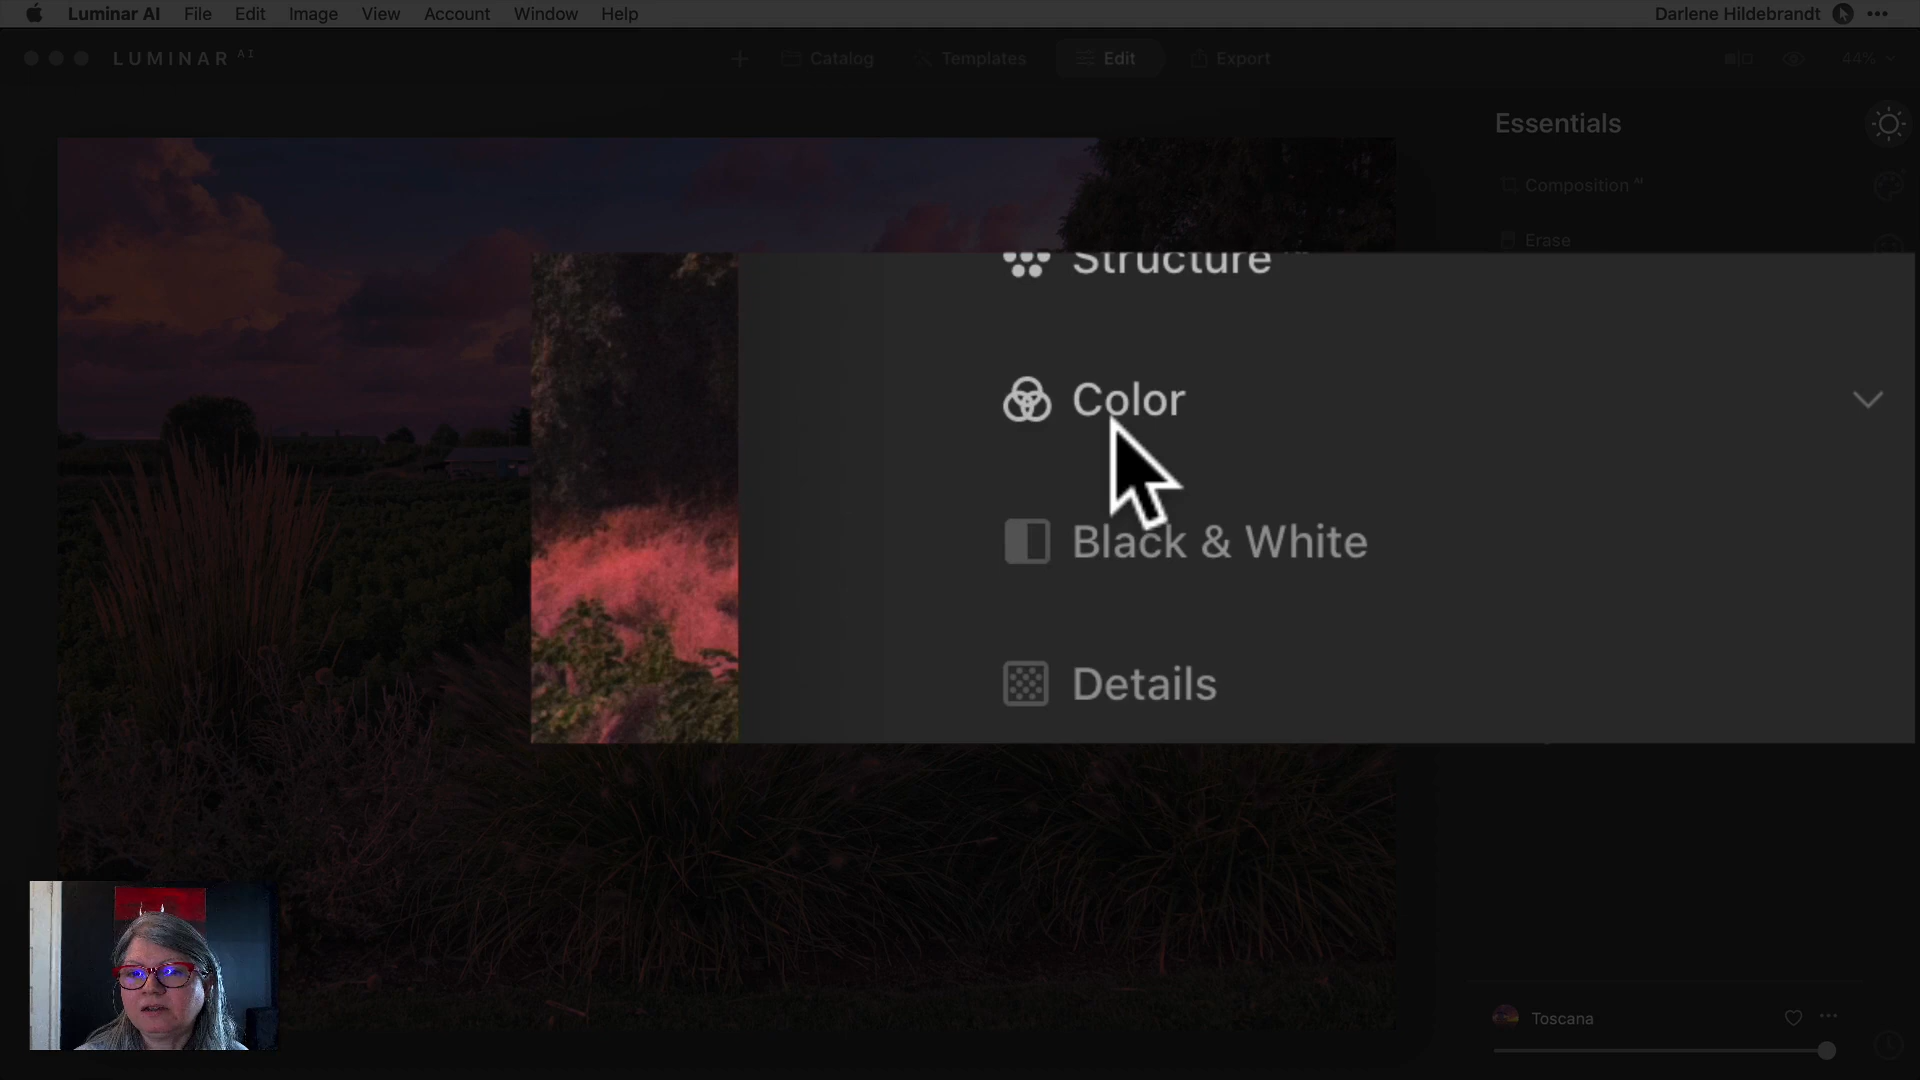 Luminar AI File Edit Image View Account Window Help Darlene Hildebrandt
LUMINAR AI
Catalog Templates Edit Export 44%
Essentials
Composition AI
Erase
Structure
Color
Black & White
Details
Toscana